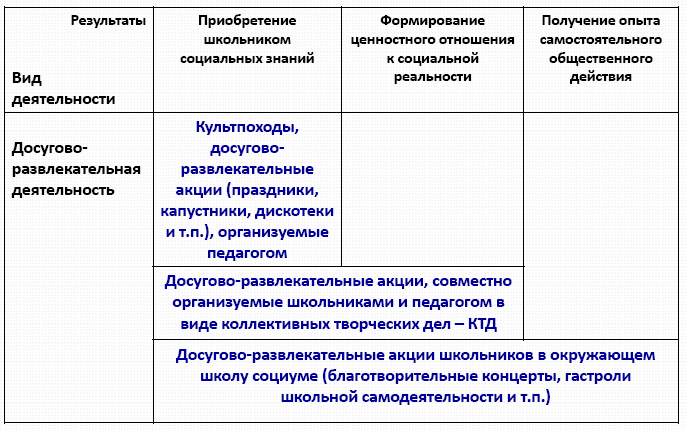 Результаты
Вид
деятельности
Приобретение
школьником
социальных знаний
Формирование
ценностного отношения
к социальной
реальности
Получение опыта
самостоятельного
общественного
действия
Досугово-
развлекательная
деятельность
Культпоходы,
досугово-
развлекательные
акции (праздники,
капустники, дискотеки
и т.п.), организуемые
педагогом
Досугово-развлекательные акции, совместно
организуемые школьниками и педагогом в
виде коллективных творческих дел – КТД
Досугово-развлекательные акции школьников в окружающем
школу социуме (благотворительные концерты, гастроли
школьной самодеятельности и т.п.)